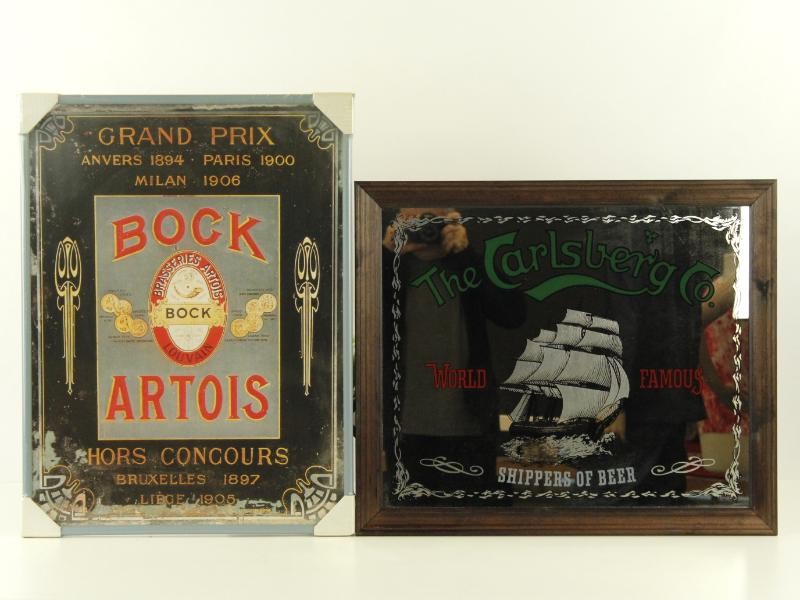 GRAND PRIX
ANVERS 1894 · PARIS 1900
MILAN 1906
BOCK
BRASSERIES ARTOIS
BOCK
LOUVAIN
ARTOIS
HORS CONCOURS
BRUXELLES 1897
LIÈGE 1905
The Carlsberg Co.
WORLD FAMOUS
SHIPPERS OF BEER